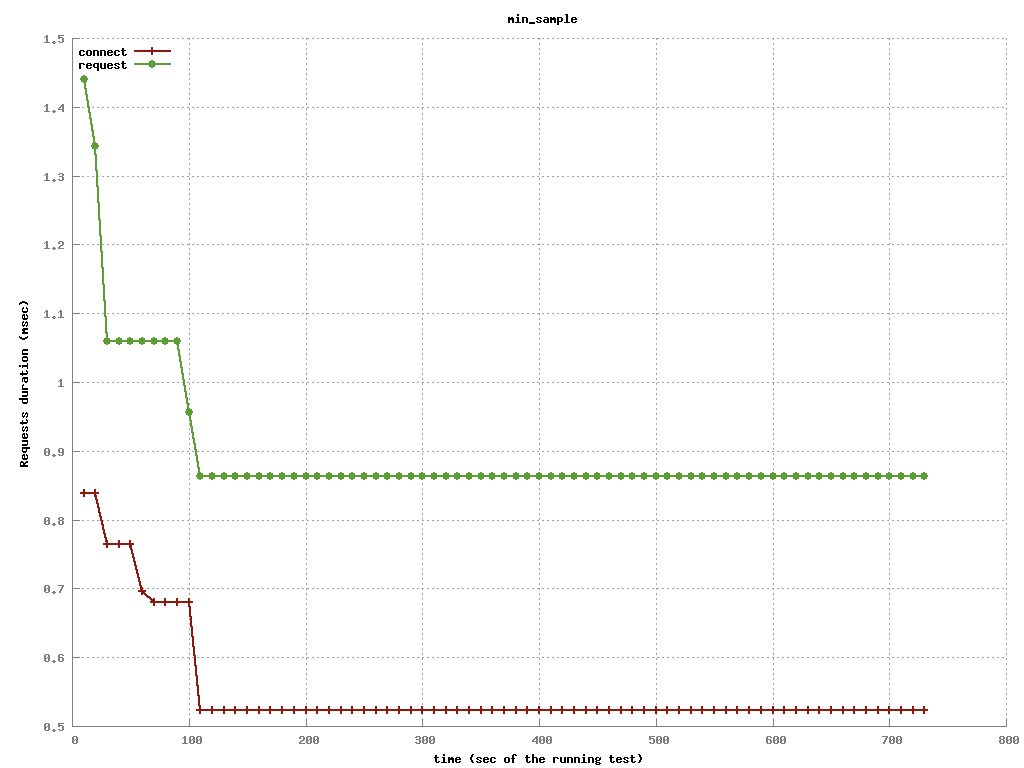 min_sample
connect
request
1.5
1.4
1.3
1.2
1.1
1
0.9
0.8
0.7
0.6
0.5
Requests duration (msec)
0 100 200 300 400 500 600 700 800
time (sec of the running test)